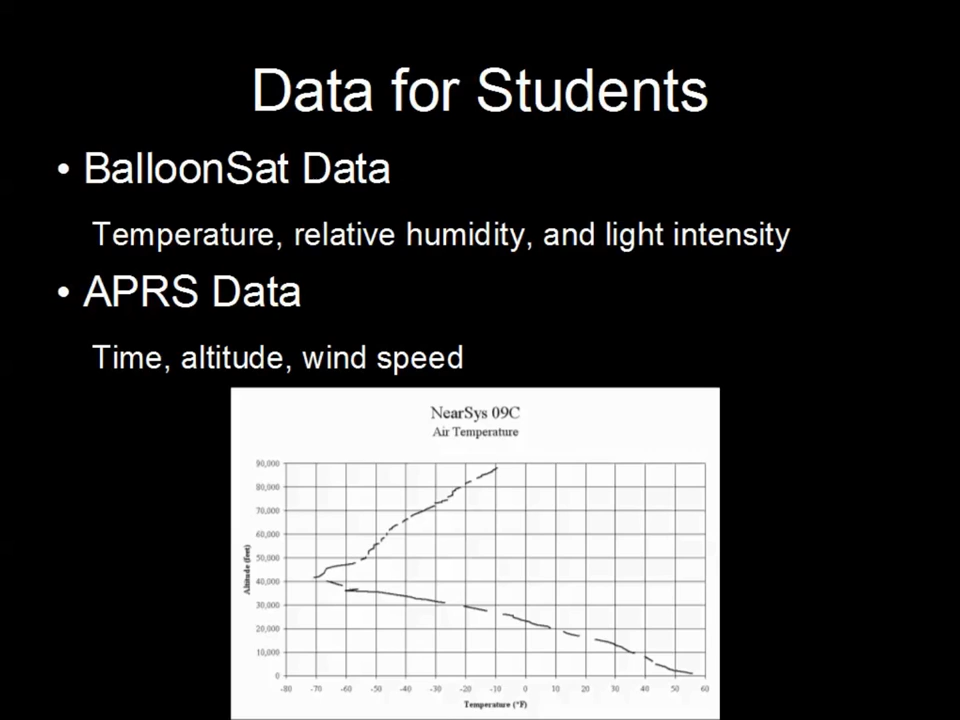 Data for Students
• BalloonSat Data
Temperature, relative humidity, and light intensity
• APRS Data
Time, altitude, wind speed
NearSys 09C
Air Temperature
90,000
80,000
70,000
60,000
50,000
40,000
30,000
20,000
10,000
0
Altitude (feet)
-80 -70 -60 -50 -40 -30 -20 -10 0 10 20 30 40 50 60
Temperature (°F)